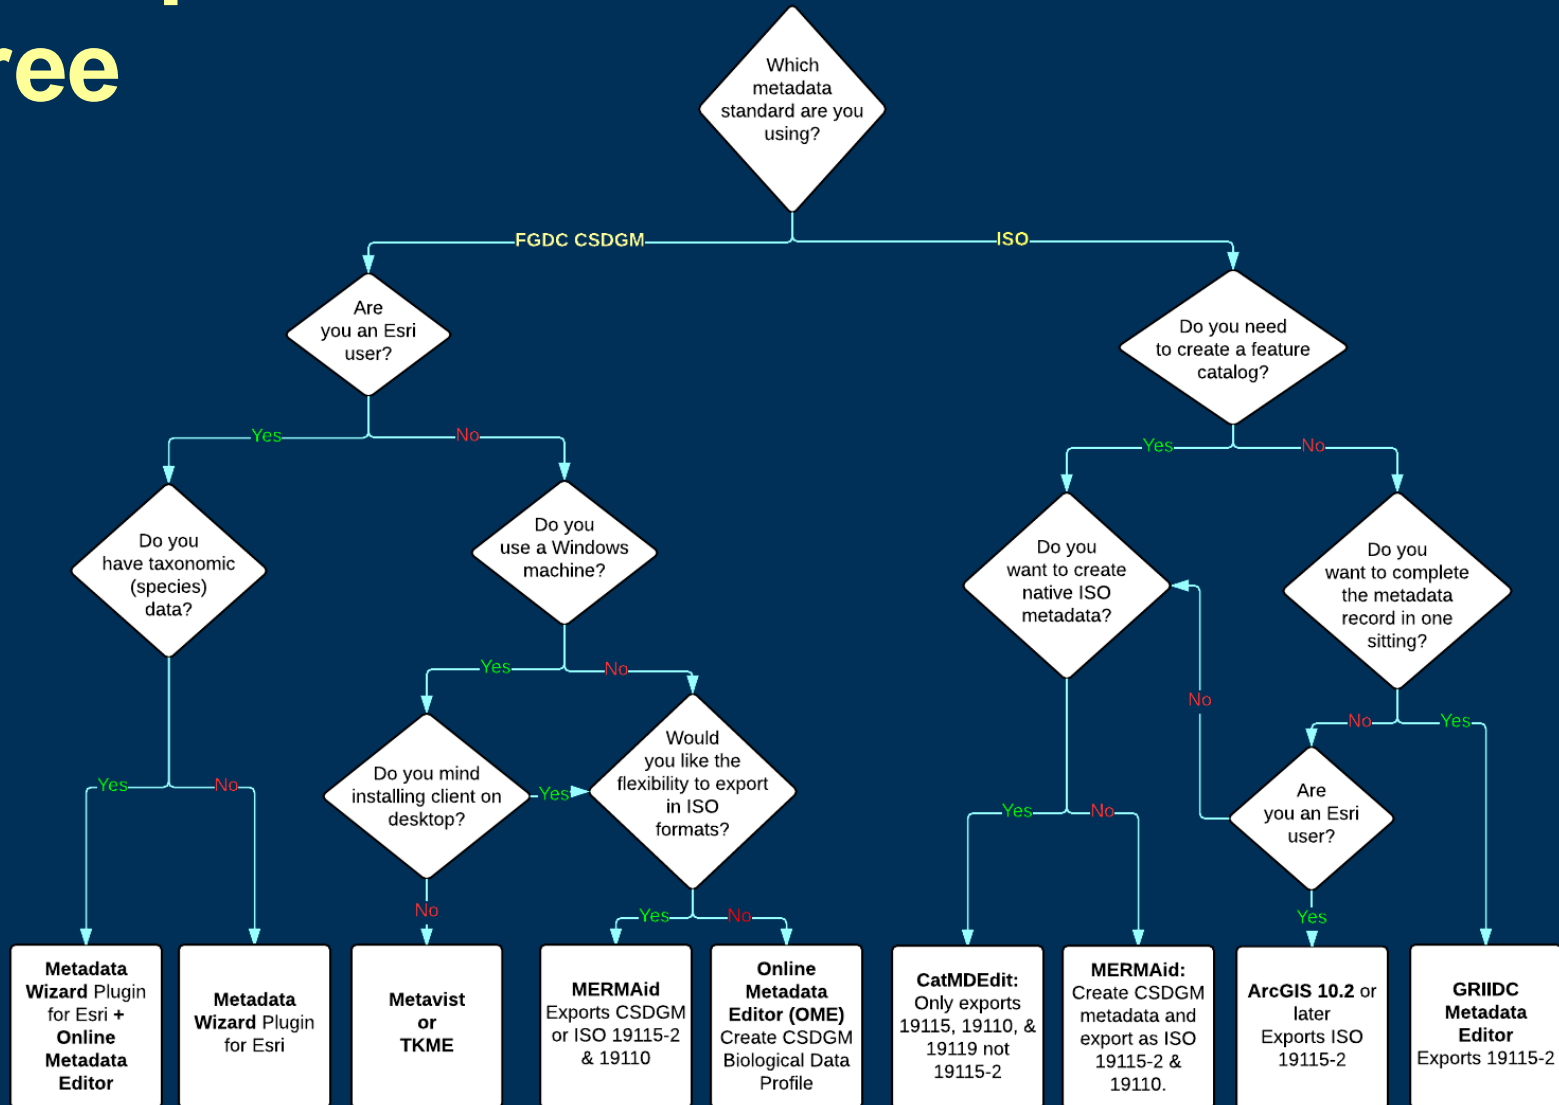 ree
Which
metadata
standard are you
using?
FGDC CSDGM
ISO
Are
you an Esri
user?
Do you need
to create a feature
catalog?
Yes
No
Yes
No
Do you
have taxonomic
(species)
data?
Do you
use a Windows
machine?
Do you
want to create
native ISO
metadata?
Do you
want to complete
the metadata
record in one
sitting?
Yes
No
No
No
Yes
Do you mind
installing client on
desktop?
Yes
Would
you like the
flexibility to export
in ISO
formats?
Are
you an Esri
user?
Yes
No
Yes
No
No
Yes
No
Yes
Metadata
Wizard Plugin
for Esri +
Online
Metadata
Editor
Metadata
Wizard Plugin
for Esri
Metavist
or
TKME
MERMAid
Exports CSDGM
or ISO 19115-2
& 19110
Online
Metadata
Editor (OME)
Create CSDGM
Biological Data
Profile
CatMDEdit:
Only exports
19115, 19110, &
19119 not
19115-2
MERMAid:
Create CSDGM
metadata and
export as ISO
19115-2 &
19110.
ArcGIS 10.2 or
later
Exports ISO
19115-2
GRIIDC
Metadata
Editor
Exports 19115-2